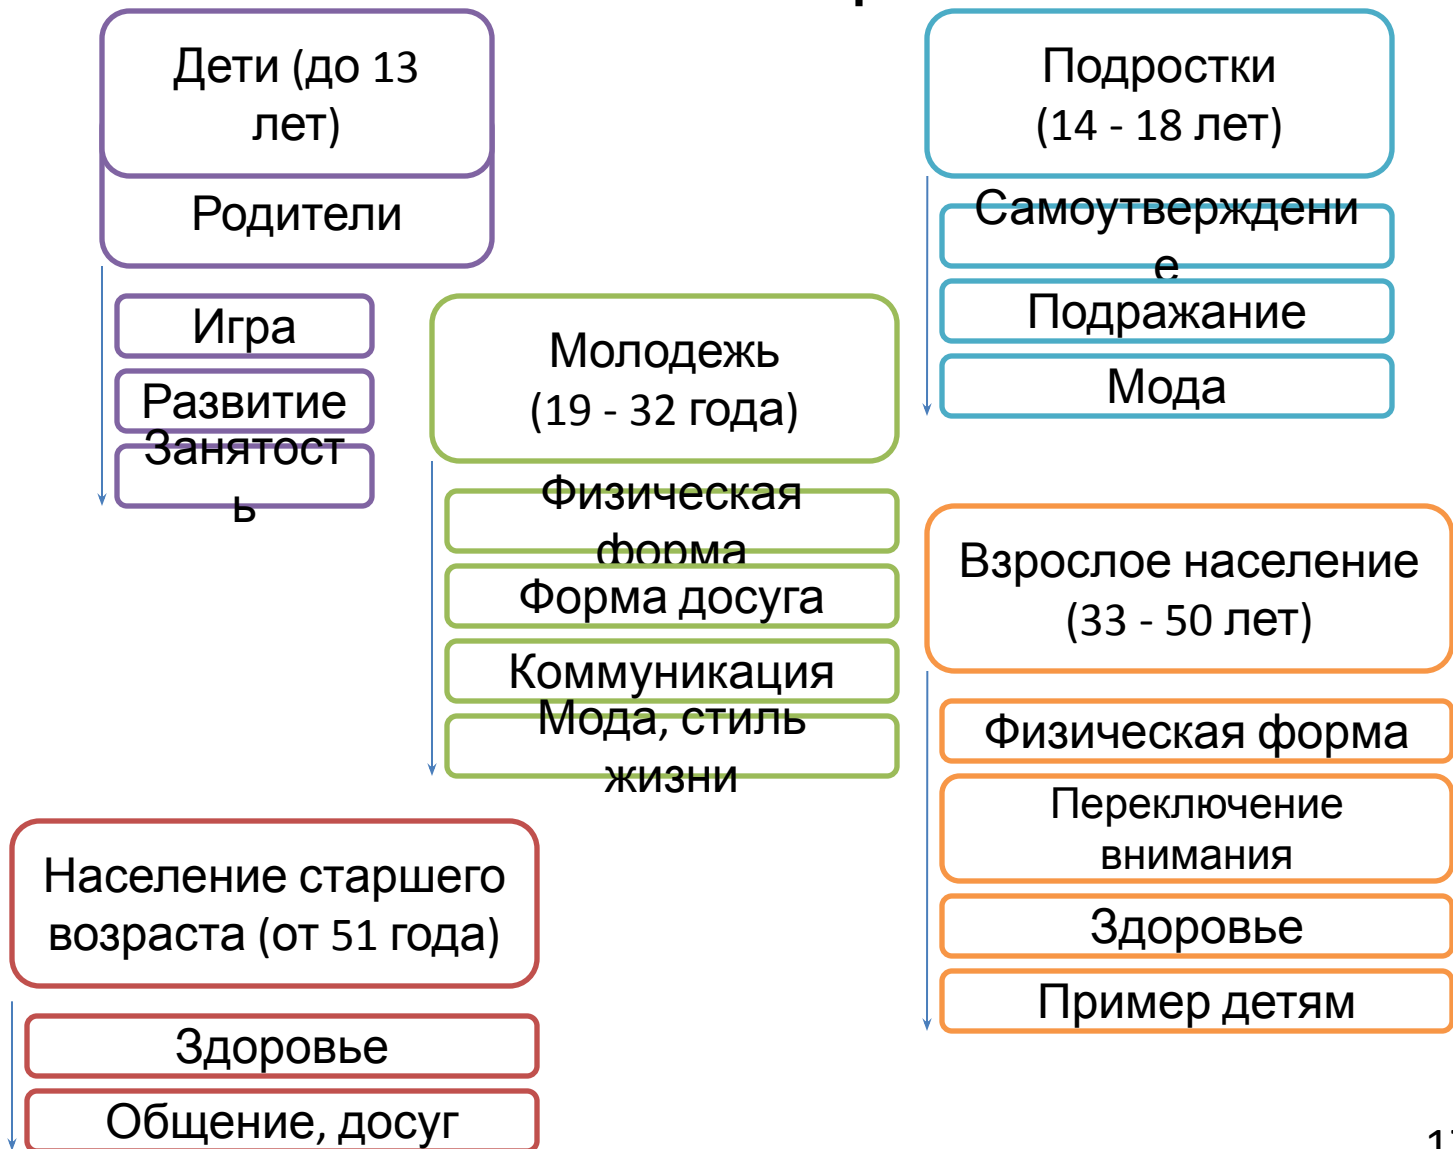 Дети (до 13
лет)
Родители
Игра
Развитие
Занятост
ь
Подростки
(14 - 18 лет)
Самоутверждени
е
Подражание
Мода
Молодежь
(19 - 32 года)
Физическая
форма
Форма досуга
Коммуникация
Мода, стиль
жизни
Взрослое население
(33 - 50 лет)
Физическая форма
Переключение
внимания
Здоровье
Пример детям
Население старшего
возраста (от 51 года)
Здоровье
Общение, досуг